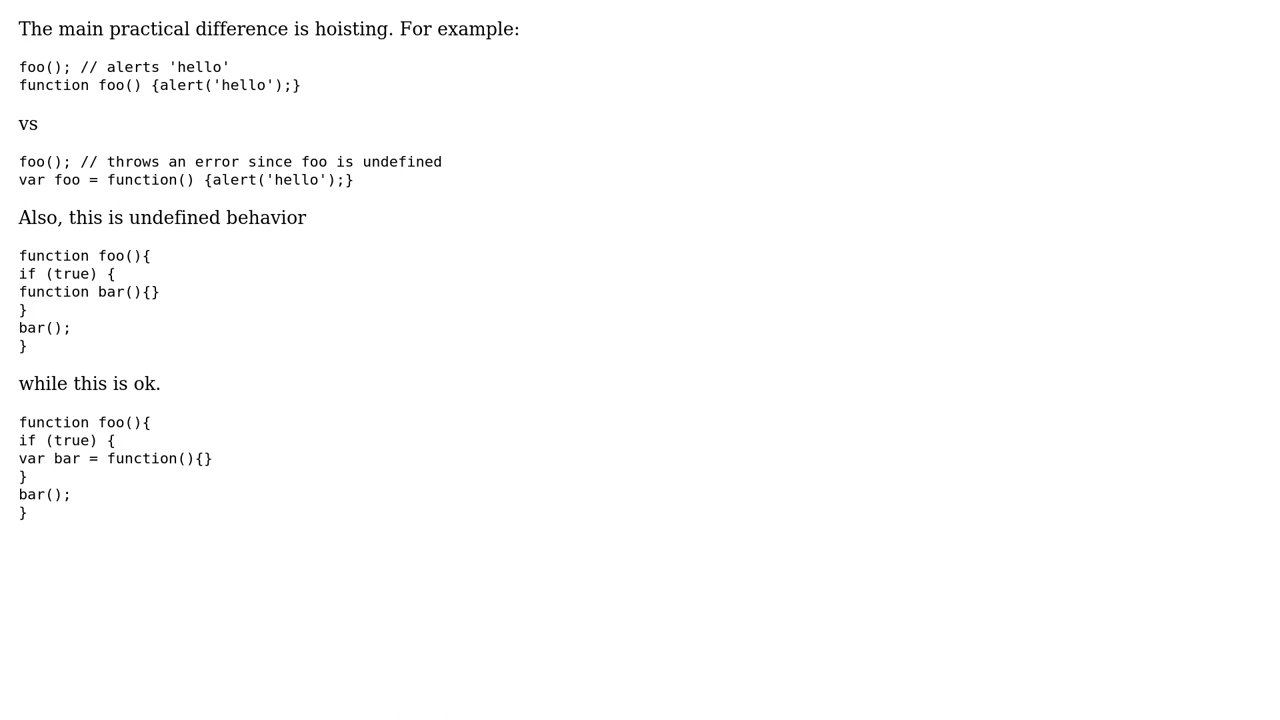 The main practical difference is hoisting. For example:
foo(); // alerts 'hello'
function foo() {alert('hello');}
vs
foo(); // throws an error since foo is undefined
var foo = function() {alert('hello');}
Also, this is undefined behavior
function foo(){
if (true) {
function bar(){}
}
bar();
}
while this is ok.
function foo(){
if (true) {
var bar = function(){}
}
bar();
}